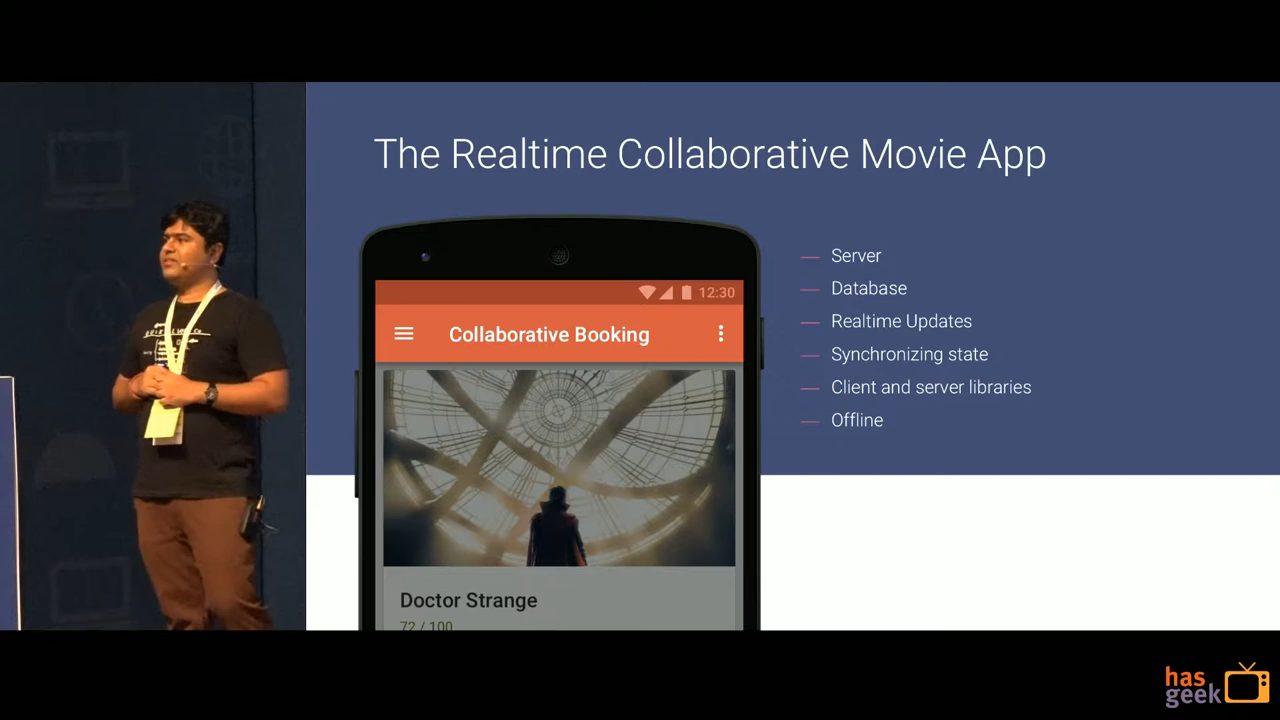 The Realtime Collaborative Movie App
12:30
Collaborative Booking
Doctor Strange
72 / 100
— Server
— Database
— Realtime Updates
— Synchronizing state
— Client and server libraries
— Offline
has
geek